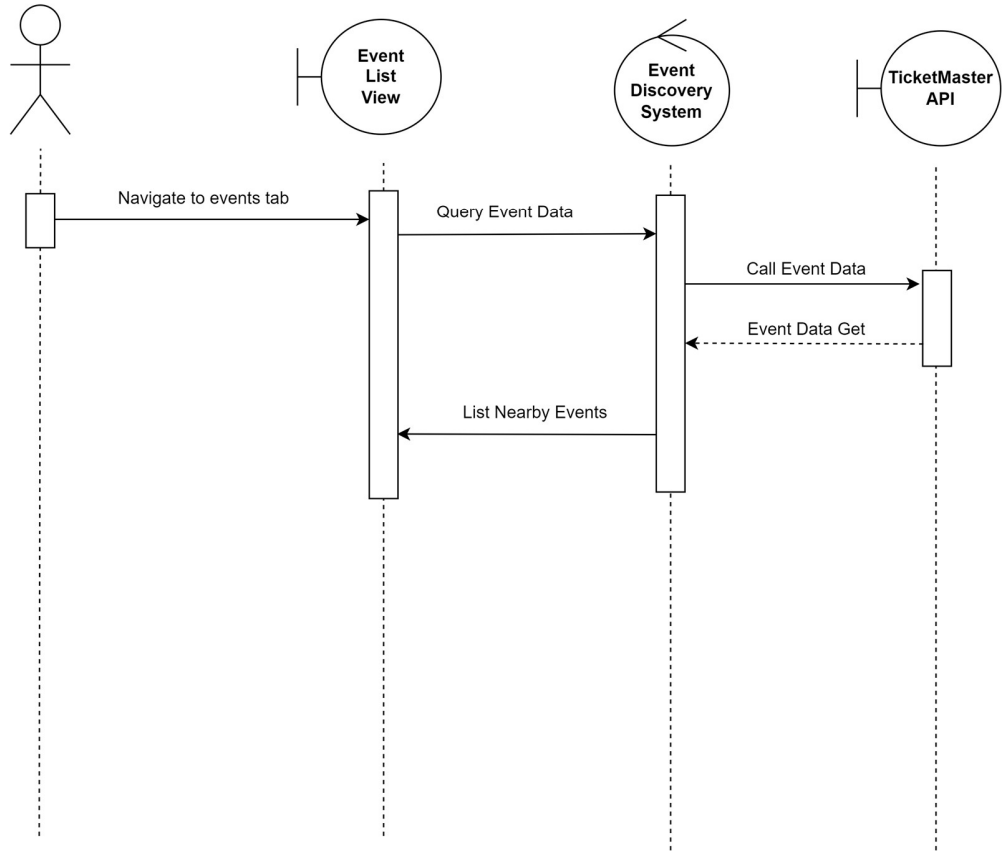 Event
List
View
Event
Discovery
System
TicketMaster
API
Navigate to events tab
Query Event Data
Call Event Data
Event Data Get
List Nearby Events